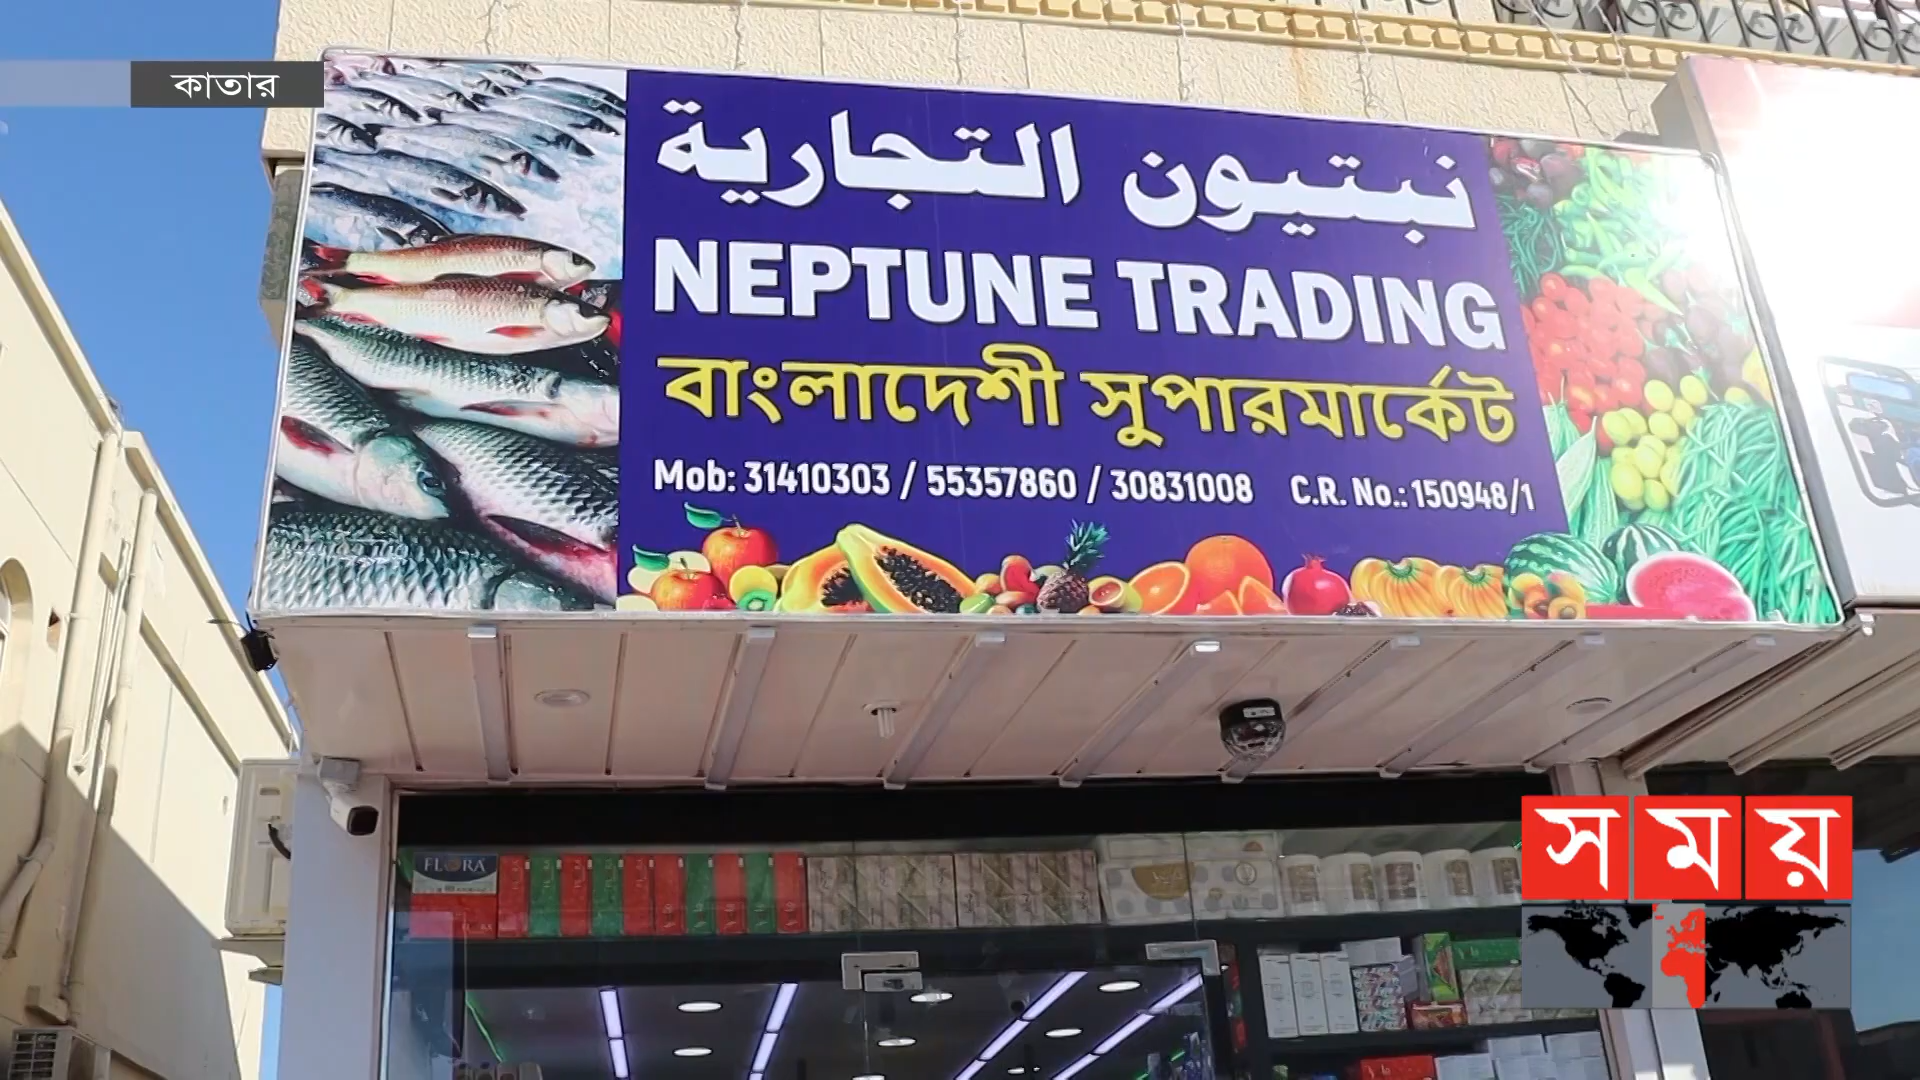 কাতার
نبتيون التجارية
NEPTUNE TRADING
বাংলাদেশী সুপারমার্কেট
Mob: 31410303 / 55357860 / 30831008 C.R. No.: 150948/1
FLORA
সময়